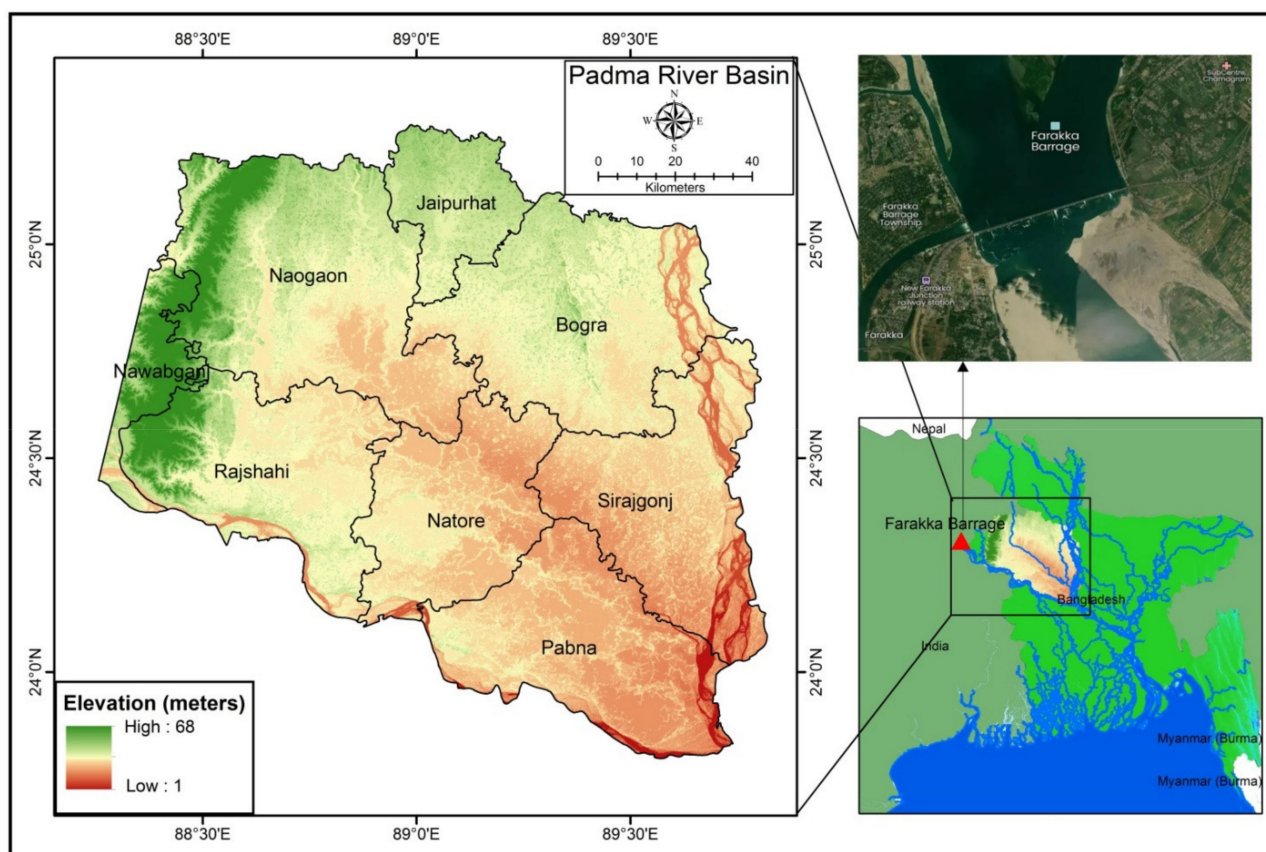 88°30'E
89°0'E
89°30'E
Padma River Basin
N
W
E
S
0
10
20
40
Kilometers
25°0'N
24°30'N
24°0'N
Jaipurhat
Naogaon
Bogra
Nawabganj
Rajshahi
Natore
Sirajgonj
Pabna
Elevation (meters)
High : 68
Low : 1
25°0'N
24°30'N
24°0'N
88°30'E
89°0'E
89°30'E
SubCentre
Chamagram
Farakka
Barrage
Farakka
Barrage
Township
New Farakka
Junction
railway station
Farakka
Nepal
Farakka Barrage
Bangladesh
India
Myanmar (Burma)
Myanmar (Burma)